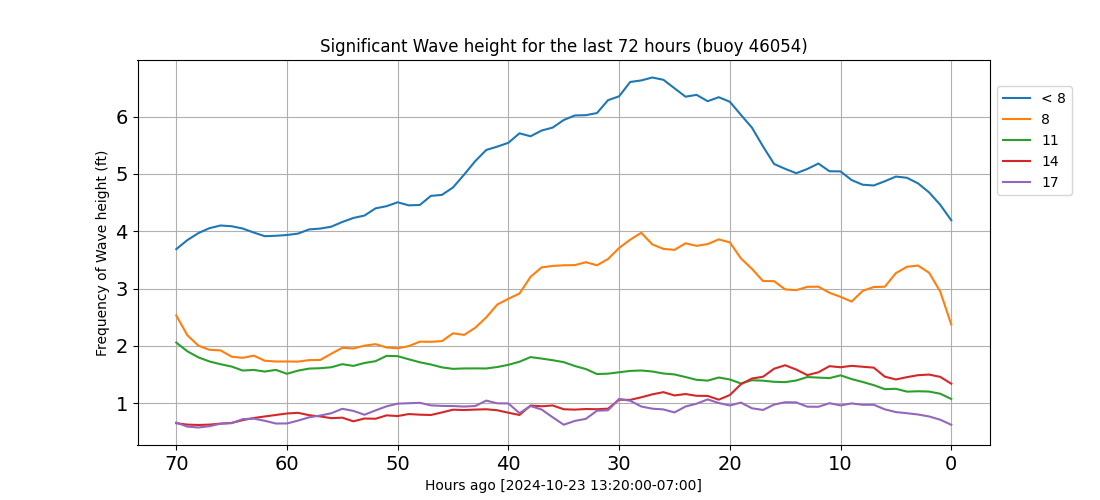 Significant Wave height for the last 72 hours (buoy 46054)
Frequency of Wave height (ft)
6
5
4
3
2
1
70 60 50 40 30 20 10 0
Hours ago [2024-10-23 13:20:00-07:00]
< 8
8
11
14
17